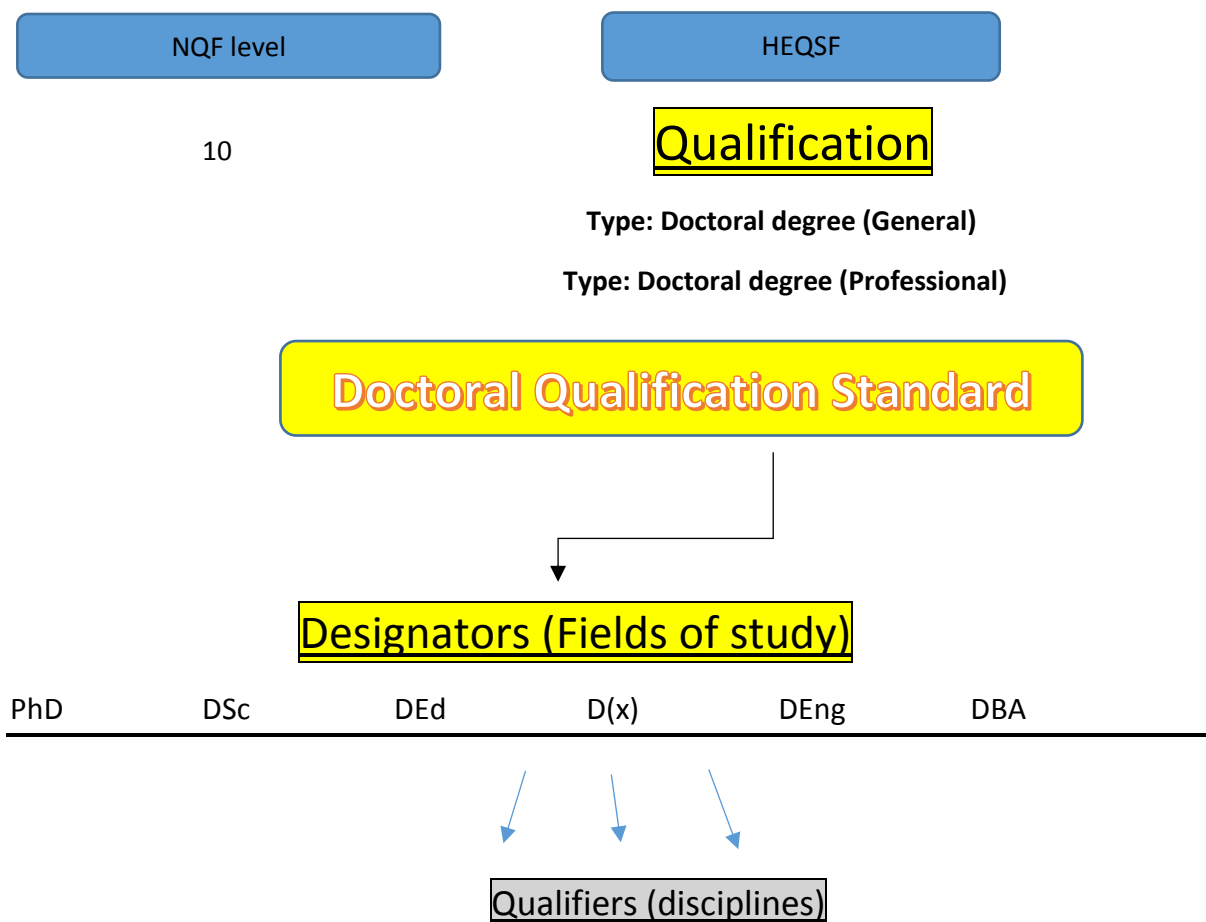 NQF level HEQSF
10 Qualification
Type: Doctoral degree (General)
Type: Doctoral degree (Professional)
Doctoral Qualification Standard
Designators (Fields of study)
PhD DSc DEd D(x) DEng DBA
Qualifiers (disciplines)